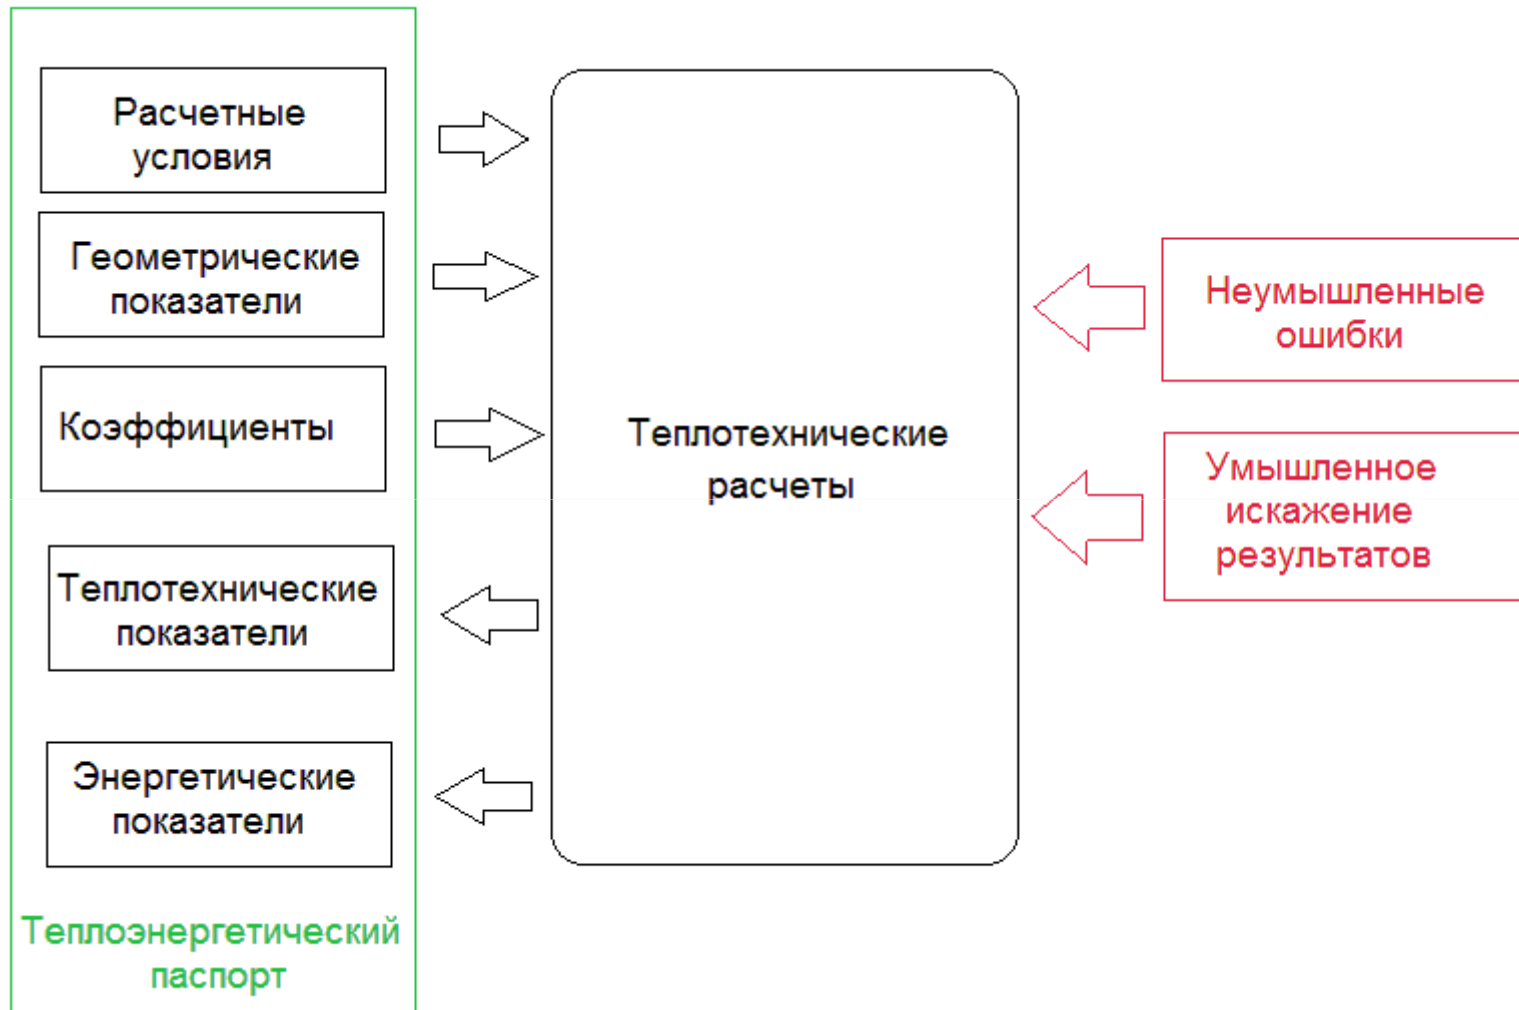 Расчетные
условия
Геометрические
показатели
Коэффициенты
Теплотехнические
показатели
Энергетические
показатели
Теплоэнергетический
паспорт
Теплотехнические
расчеты
Неумышленные
ошибки
Умышленное
искажение
результатов